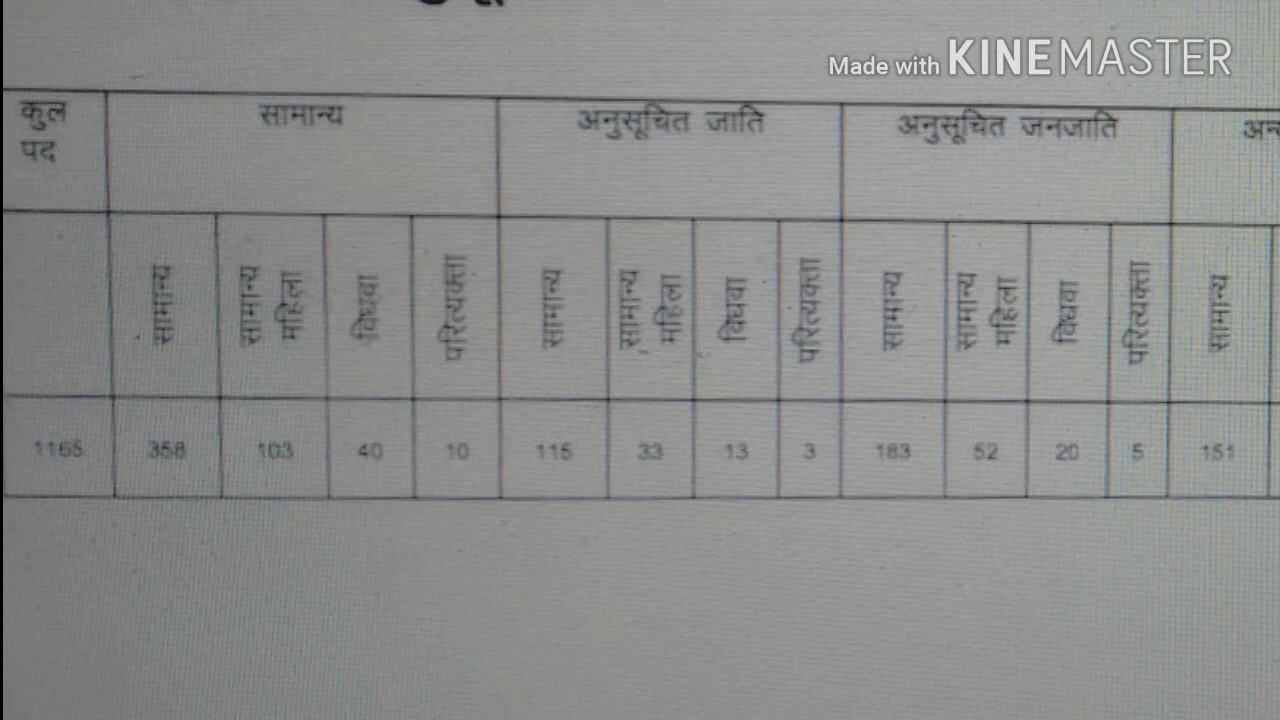 Made with KINEMASTER
कुल पद सामान्य अनुसूचित जाति अनुसूचित जनजाति
सामान्य सामान्य महिला विधवा परित्यक्ता सामान्य सामान्य महिला विधवा परित्यक्ता सामान्य सामान्य महिला विधवा परित्यक्ता सामान्य
1165 358 103 40 10 115 33 13 3 183 52 20 5 151